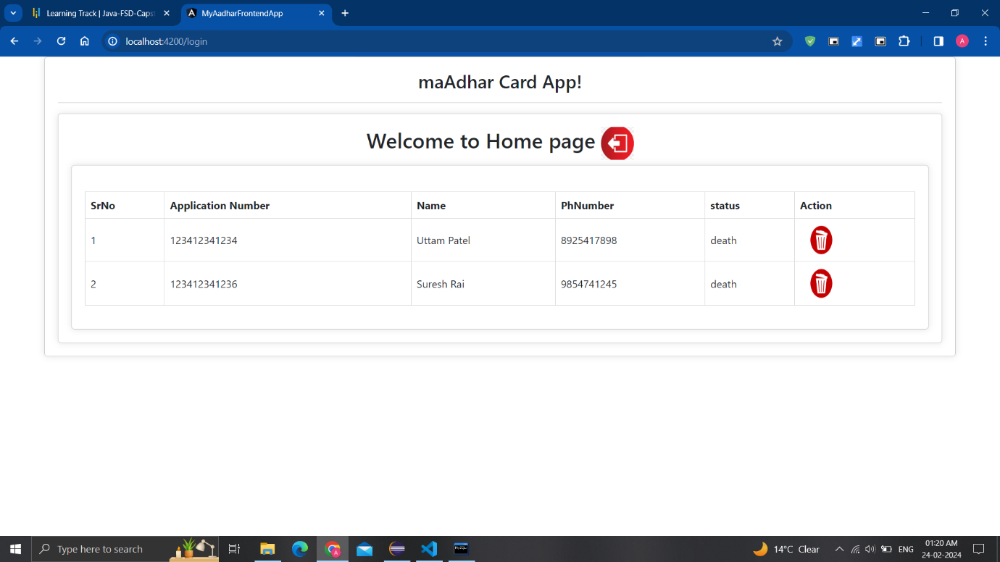 Learning Track | Java-FSD-Caps
MyAadharFrontendApp
localhost:4200/login
A
maAdhar Card App!
Welcome to Home page
SrNo Application Number Name PhNumber status Action
1 123412341234 Uttam Patel 8925417898 death
2 123412341236 Suresh Rai 9854741245 death
Type here to search
14°C Clear
ENG
01:20 AM
24-02-2024